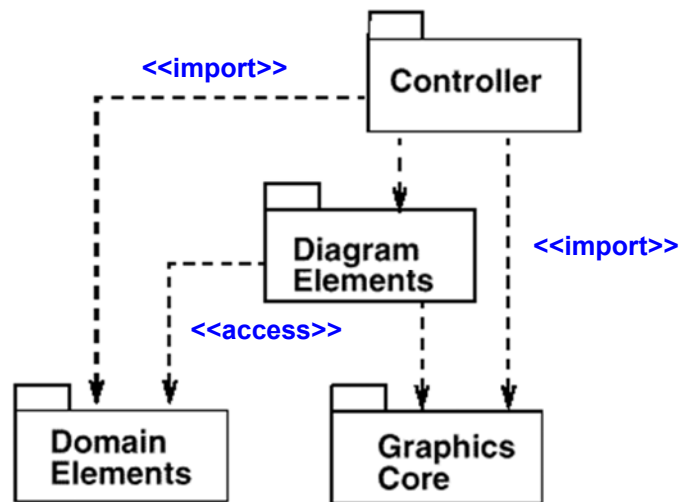 <<import>>
Controller
Diagram
Elements
<<import>>
<<access>>
Domain
Elements
Graphics
Core